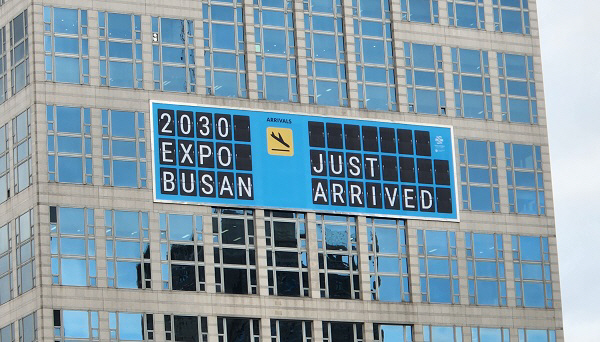 ARRIVALS
2030
EXPO
BUSAN
JUST
ARRIVED